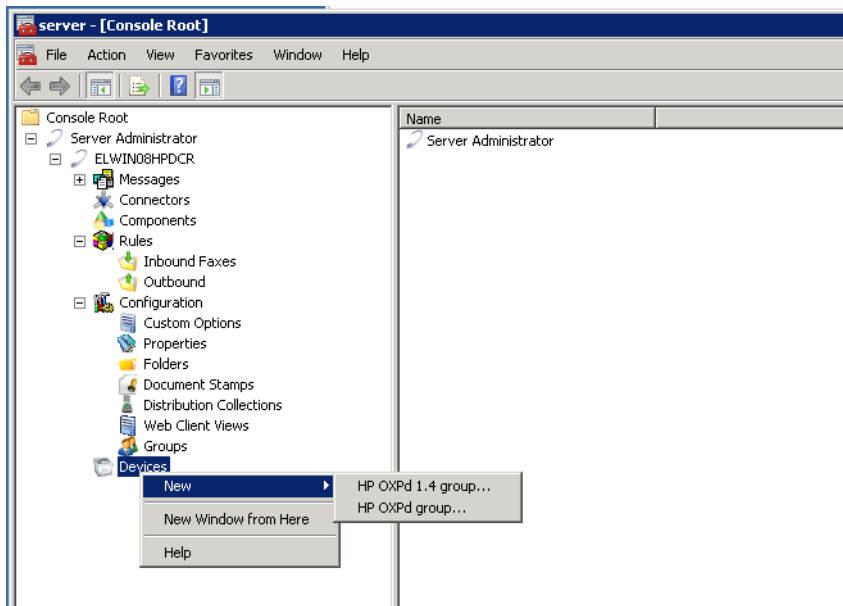 server - [Console Root]
File Action View Favorites Window Help
Console Root
Server Administrator
ELWIN08HPDCR
Messages
Connectors
Components
Rules
Inbound Faxes
Outbound
Configuration
Custom Options
Properties
Folders
Document Stamps
Distribution Collections
Web Client Views
Groups
Devices
New
New Window from Here
Help
HP OXPd 1.4 group...
HP OXPd group...
Name
Server Administrator